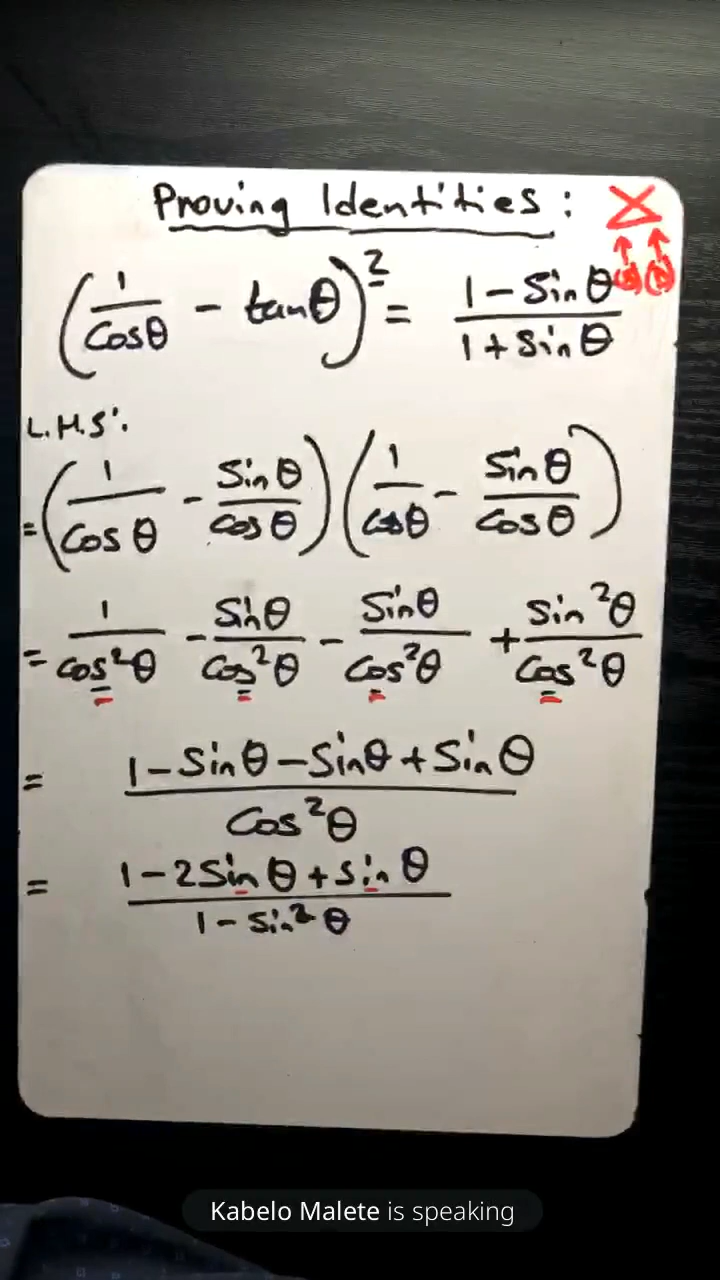 Proving Identities:
(1/Cosθ - tanθ)² = (1 - Sinθ)/(1 + Sinθ)
L.H.S:
= (1/Cosθ - Sinθ/Cosθ)(1/Cosθ - Sinθ/Cosθ)
= 1/Cos²θ - Sinθ/Cos²θ - Sinθ/Cos²θ + Sin²θ/Cos²θ
= (1 - Sinθ - Sinθ + Sinθ)/Cos²θ
= (1 - 2Sinθ + Sinθ)/(1 - Sin²θ)
Kabelo Malete is speaking